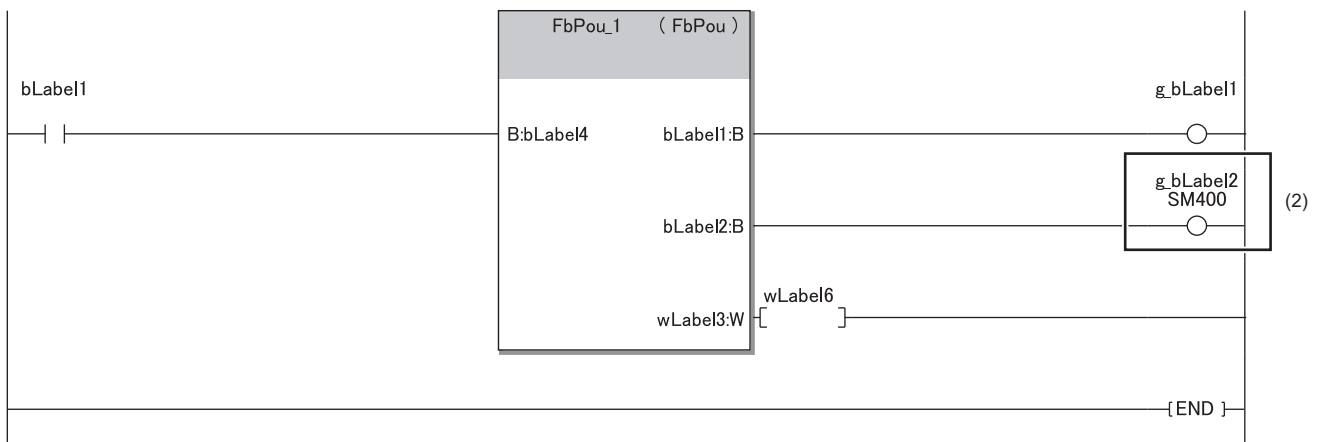 FbPou_1 ( FbPou )
bLabel1
g_bLabel1
B:bLabel4
bLabel1:B
g_bLabel2
SM400
(2)
bLabel2:B
wLabel6
wLabel3:W
END